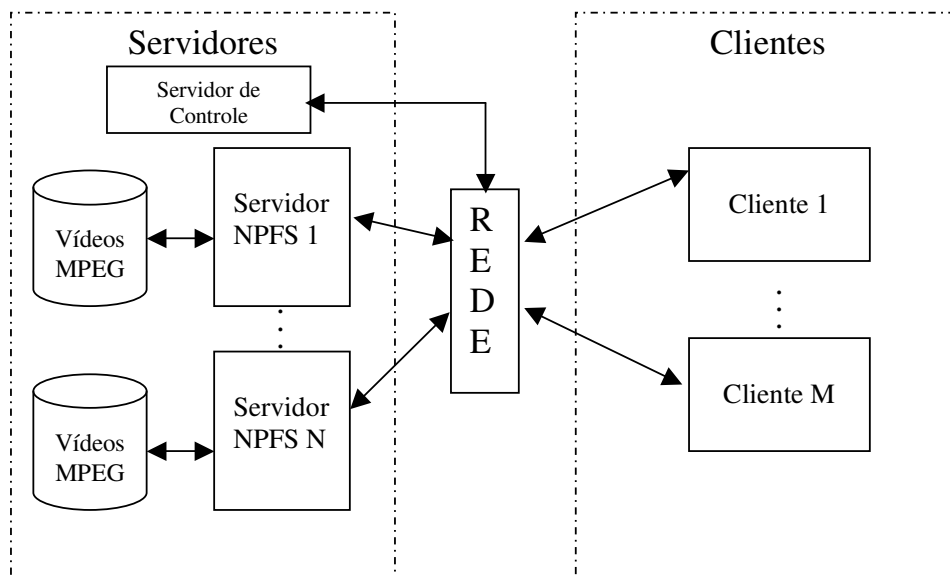 Servidores
Clientes
Servidor de
Controle
Vídeos
MPEG
Servidor
NPFS 1
R
E
D
E
Cliente 1
Vídeos
MPEG
Servidor
NPFS N
Cliente M